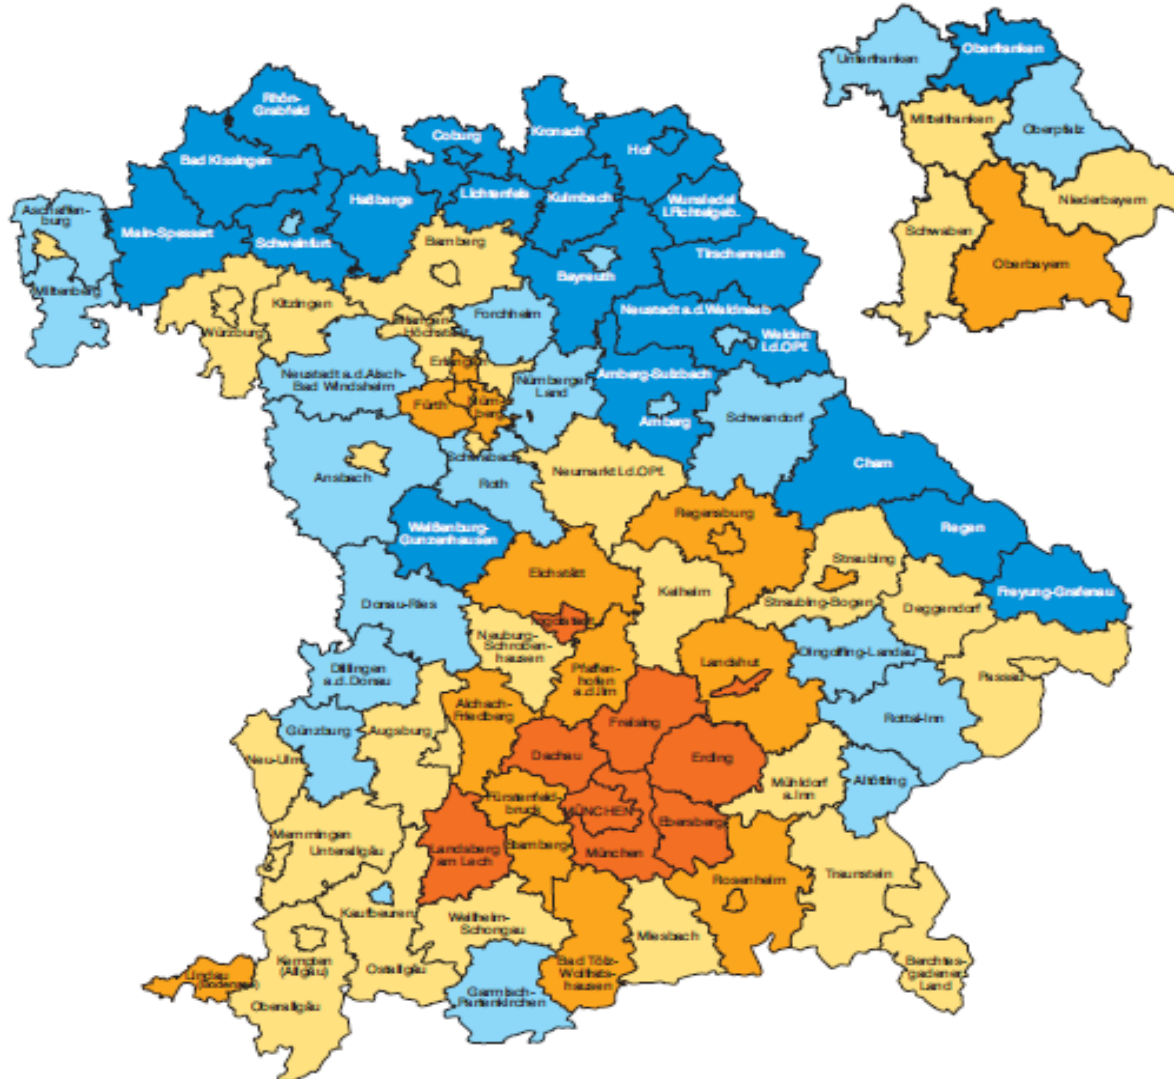 Unterfranken
Oberfranken
Mittelfranken
Oberpfalz
Niederbayern
Schwaben
Oberbayern
Rhön-
Grabfeld
Coburg
Kronach
Hof
Bad Kissingen
Lichtenfels
Kulmbach
Wunsiedel
i.Fichtelgeb.
Haßberge
Aschaffen-
burg
Main-Spessart
Schweinfurt
Bamberg
Bayreuth
Tirschenreuth
Miltenberg
Würzburg
Kitzingen
Erlangen-
Höchstadt
Forchheim
Neustadt a.d.Waldnaab
Weiden
i.d.OPf.
Neustadt a.d.Aisch-
Bad Windsheim
Erlangen
Nürnberger
Land
Amberg-Sulzbach
Fürth
Nürn-
berg
Amberg
Schwandorf
Ansbach
Schwabach
Roth
Neumarkt i.d.OPf.
Cham
Weißenburg-
Gunzenhausen
Regensburg
Regen
Eichstätt
Kelheim
Straubing
Straubing-Bogen
Deggendorf
Freyung-Grafenau
Donau-Ries
Ingolstadt
Neuburg-
Schroben-
hausen
Dillingen
a.d.Donau
Pfaffen-
hofen
a.d.Ilm
Landshut
Dingolfing-Landau
Passau
Aichach-
Friedberg
Freising
Rottal-Inn
Günzburg
Augsburg
Neu-Ulm
Dachau
Erding
Mühldorf
a.Inn
Altötting
Fürstenfeld-
bruck
MÜNCHEN
Ebersberg
Memmingen
Unterallgäu
Landsberg
am Lech
Starnberg
München
Rosenheim
Traunstein
Kaufbeuren
Weilheim-
Schongau
Miesbach
Kempten
(Allgäu)
Ostallgäu
Bad Tölz-
Wolfrats-
hausen
Berchtes-
gadener
Land
Lindau
(Bodensee)
Oberallgäu
Garmisch-
Partenkirchen